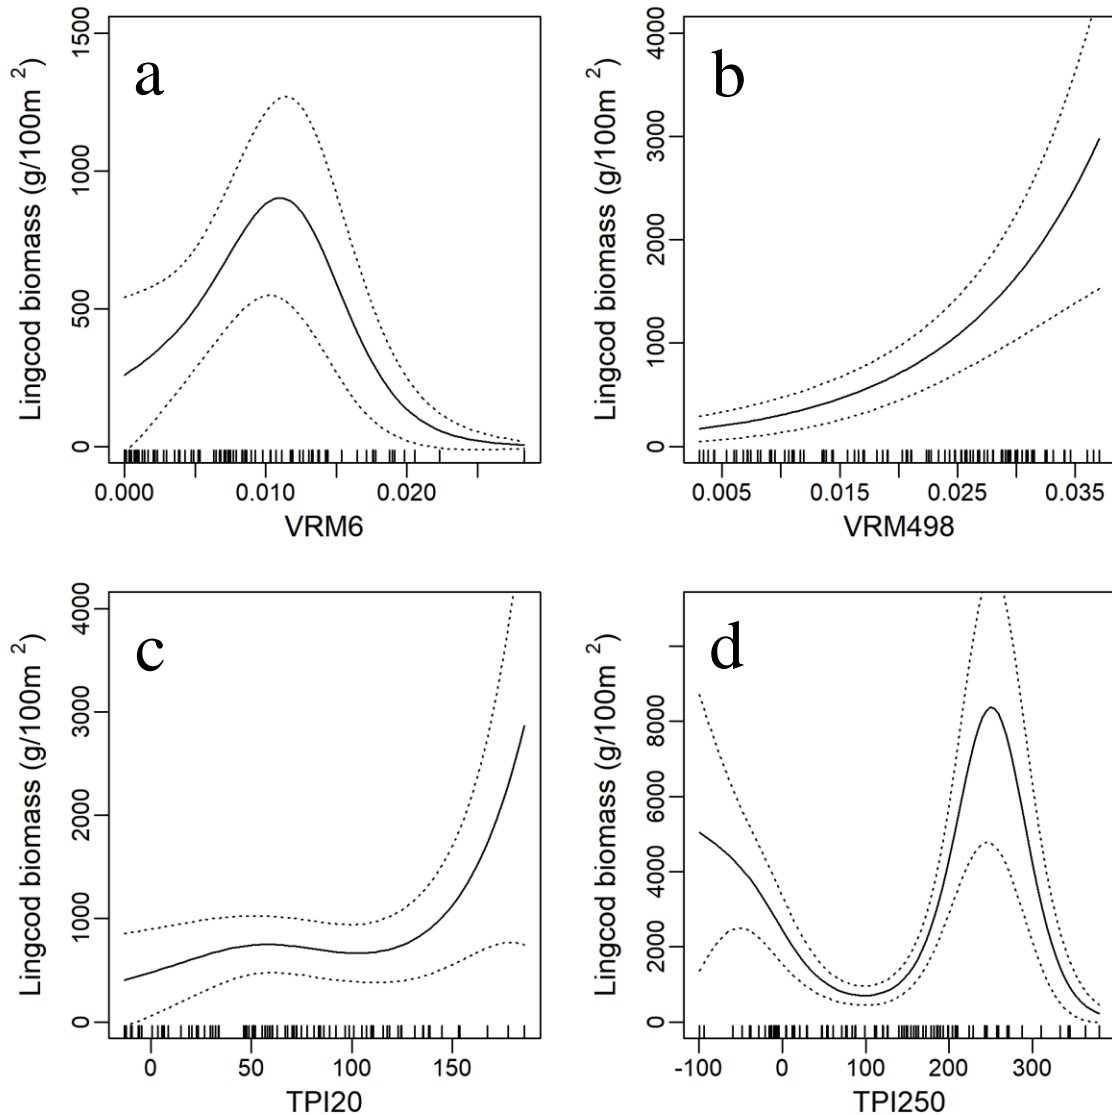 a
Lingcod biomass (g/100m 2)
1500
1000
500
0
0.000 0.010 0.020
VRM6
b
Lingcod biomass (g/100m 2)
4000
3000
2000
1000
0
0.005 0.015 0.025 0.035
VRM498
c
Lingcod biomass (g/100m 2)
4000
3000
2000
1000
0
0 50 100 150
TPI20
d
Lingcod biomass (g/100m 2)
8000
6000
4000
2000
0
-100 0 100 200 300
TPI250